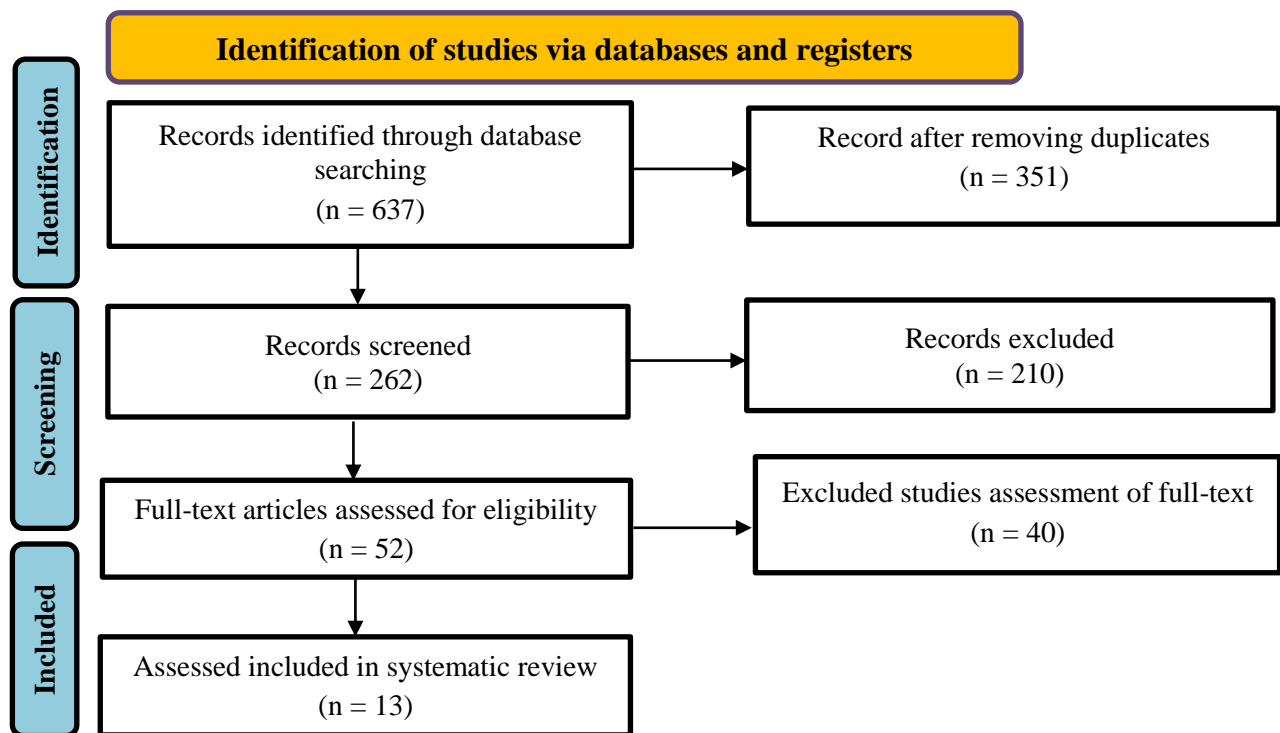 Identification of studies via databases and registers
Identification
Records identified through database
searching
(n = 637)
Record after removing duplicates
(n = 351)
Screening
Records screened
(n = 262)
Records excluded
(n = 210)
Full-text articles assessed for eligibility
(n = 52)
Excluded studies assessment of full-text
(n = 40)
Included
Assessed included in systematic review
(n = 13)